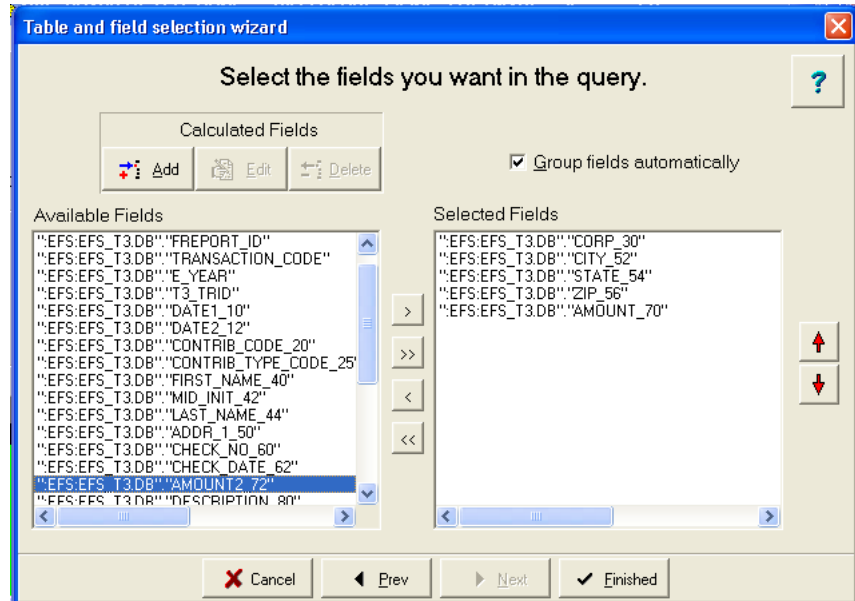 Table and field selection wizard
Select the fields you want in the query.
?
Calculated Fields
Add Edit Delete
Group fields automatically
Available Fields
"":EFS:EFS_T3.DB"."FREPORT_ID"
"":EFS:EFS_T3.DB"."TRANSACTION_CODE"
"":EFS:EFS_T3.DB"."E_YEAR"
"":EFS:EFS_T3.DB"."T3_TRID"
"":EFS:EFS_T3.DB"."DATE1_10"
"":EFS:EFS_T3.DB"."DATE2_12"
"":EFS:EFS_T3.DB"."CONTRIB_CODE_20"
"":EFS:EFS_T3.DB"."CONTRIB_TYPE_CODE_25"
"":EFS:EFS_T3.DB"."FIRST_NAME_40"
"":EFS:EFS_T3.DB"."MID_INIT_42"
"":EFS:EFS_T3.DB"."LAST_NAME_44"
"":EFS:EFS_T3.DB"."ADDR_1_50"
"":EFS:EFS_T3.DB"."CHECK_NO_60"
"":EFS:EFS_T3.DB"."CHECK_DATE_62"
"":EFS:EFS_T3.DB"."AMOUNT2_72"
"":EFS:EFS_T3.DB"."DESCRIPTION_80"
>
>>
<
<<
Selected Fields
"":EFS:EFS_T3.DB"."CORP_30"
"":EFS:EFS_T3.DB"."CITY_52"
"":EFS:EFS_T3.DB"."STATE_54"
"":EFS:EFS_T3.DB"."ZIP_56"
"":EFS:EFS_T3.DB"."AMOUNT_70"
Cancel Prev Next Finished